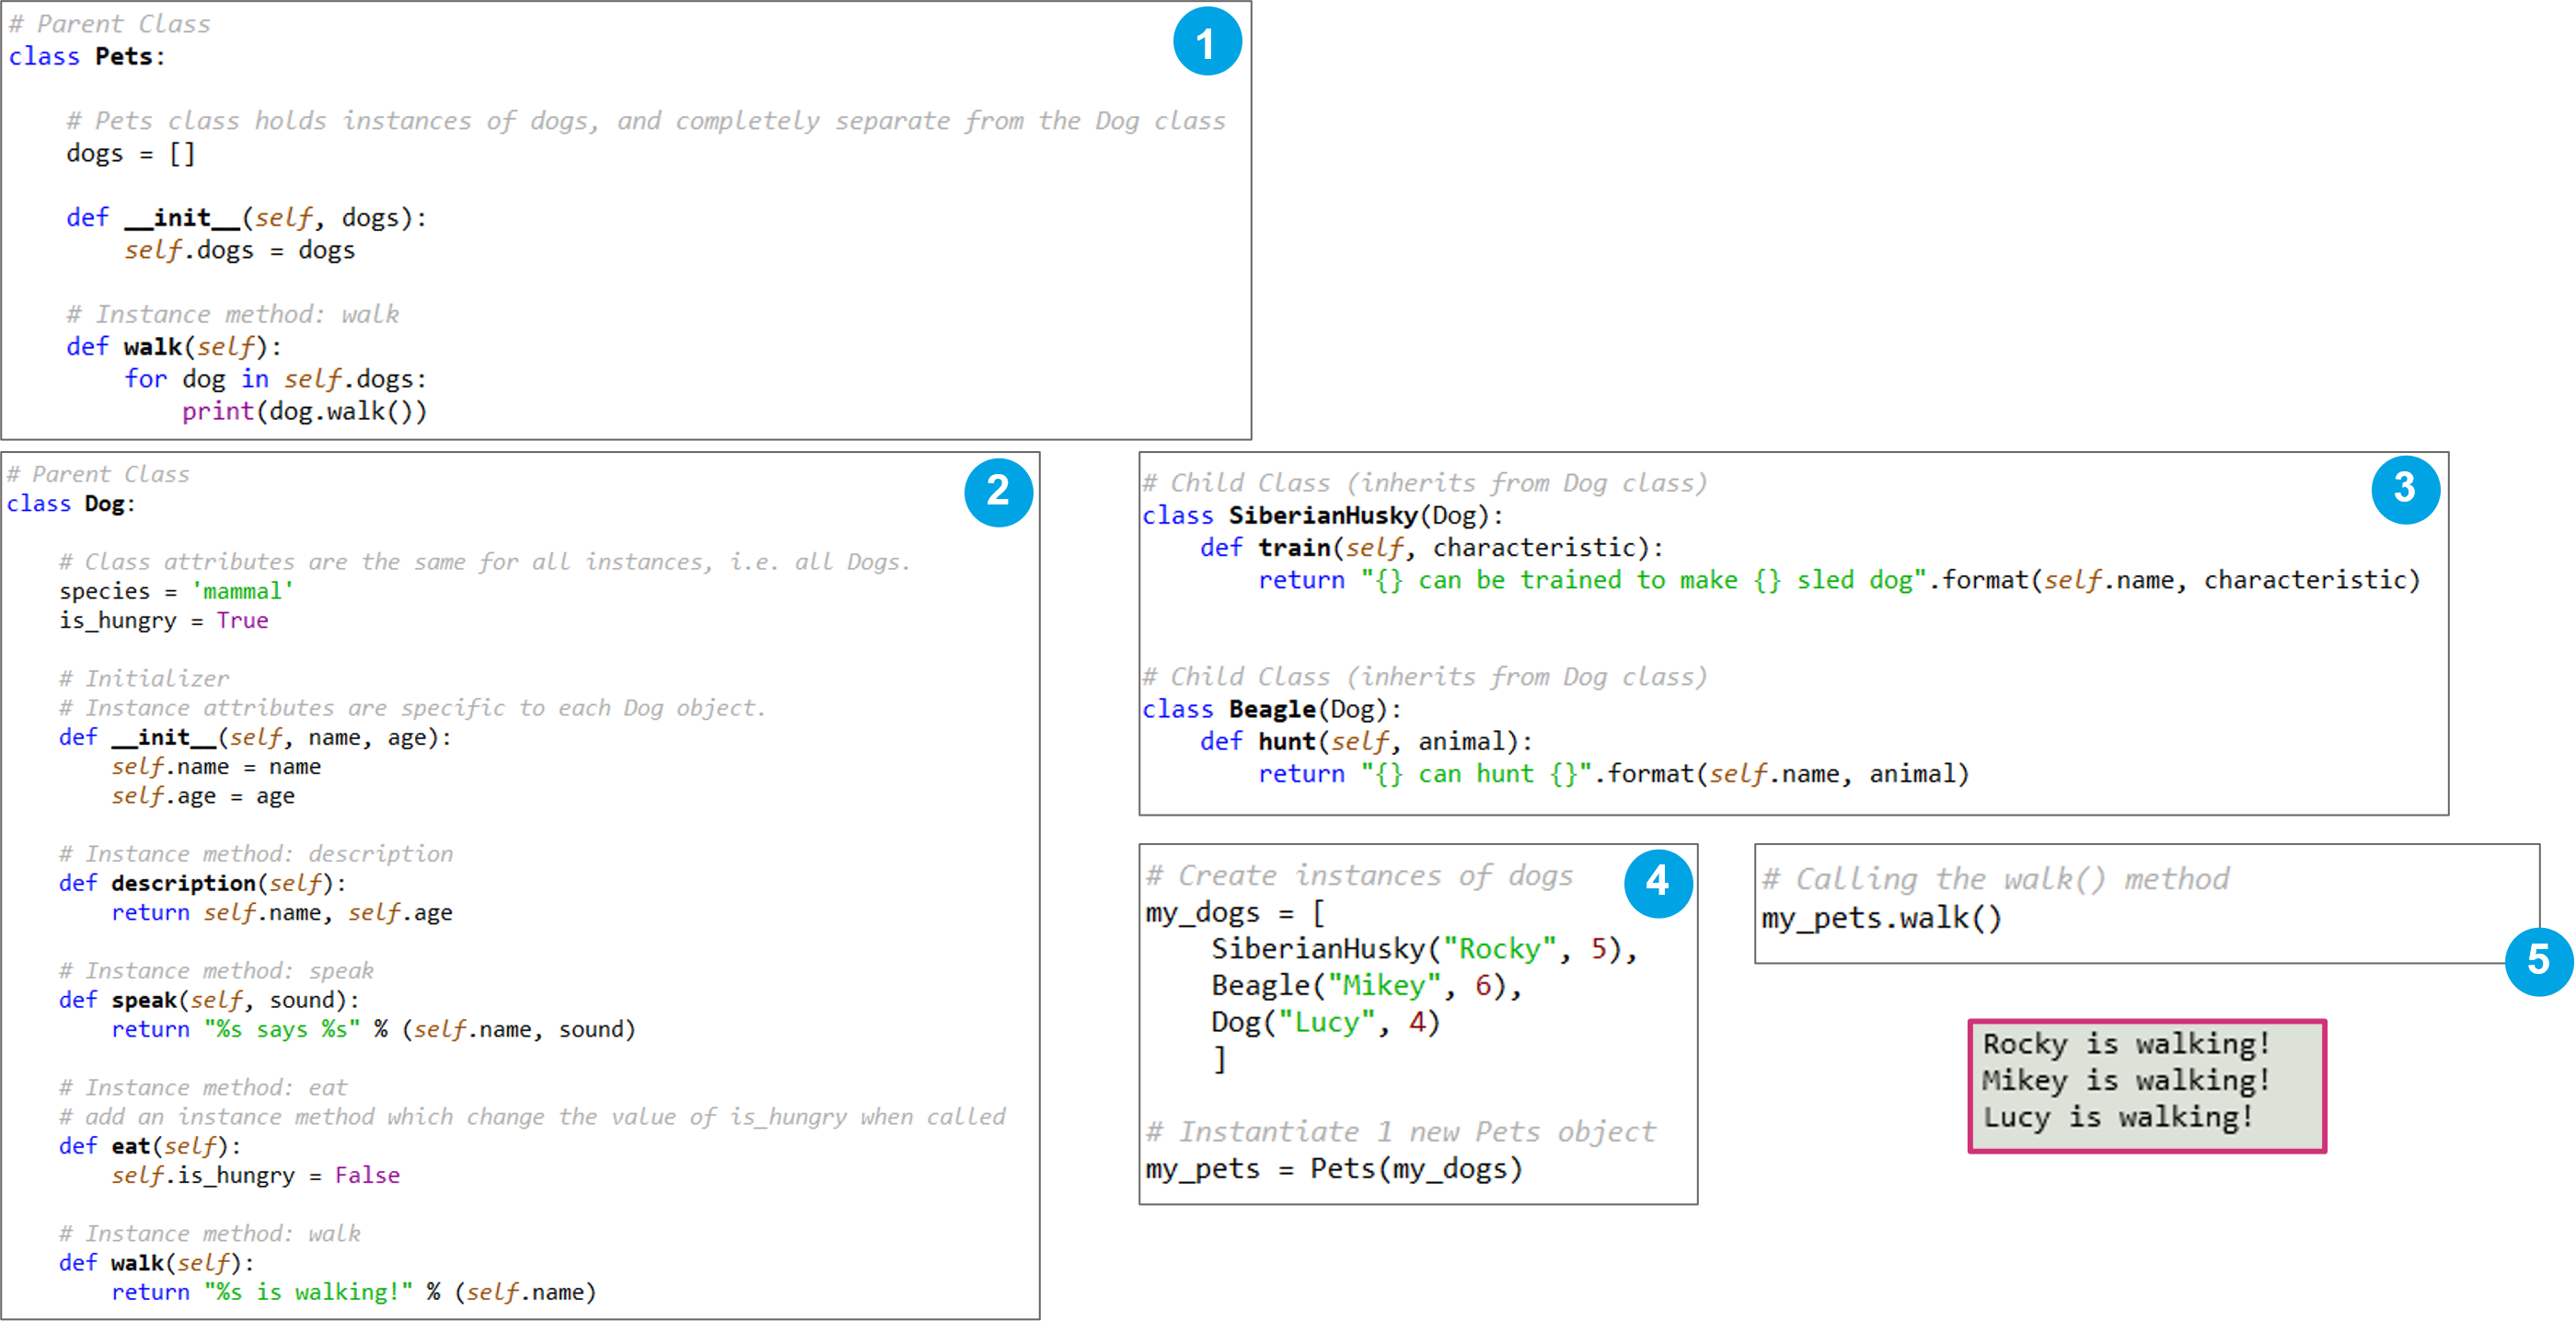 1
# Parent Class
class Pets:
# Pets class holds instances of dogs, and completely separate from the Dog class
dogs = []
def __init__(self, dogs):
self.dogs = dogs
# Instance method: walk
def walk(self):
for dog in self.dogs:
print(dog.walk())
2
# Parent Class
class Dog:
# Class attributes are the same for all instances, i.e. all Dogs.
species = 'mammal'
is_hungry = True
# Initializer
# Instance attributes are specific to each Dog object.
def __init__(self, name, age):
self.name = name
self.age = age
# Instance method: description
def description(self):
return self.name, self.age
# Instance method: speak
def speak(self, sound):
return "%s says %s" % (self.name, sound)
# Instance method: eat
# add an instance method which change the value of is_hungry when called
def eat(self):
self.is_hungry = False
# Instance method: walk
def walk(self):
return "%s is walking!" % (self.name)
3
# Child Class (inherits from Dog class)
class SiberianHusky(Dog):
def train(self, characteristic):
return "{} can be trained to make {} sled dog".format(self.name, characteristic)
# Child Class (inherits from Dog class)
class Beagle(Dog):
def hunt(self, animal):
return "{} can hunt {}".format(self.name, animal)
4
# Create instances of dogs
my_dogs = [
SiberianHusky("Rocky", 5),
Beagle("Mikey", 6),
Dog("Lucy", 4)
]
# Instantiate 1 new Pets object
my_pets = Pets(my_dogs)
# Calling the walk() method
my_pets.walk()
5
Rocky is walking!
Mikey is walking!
Lucy is walking!